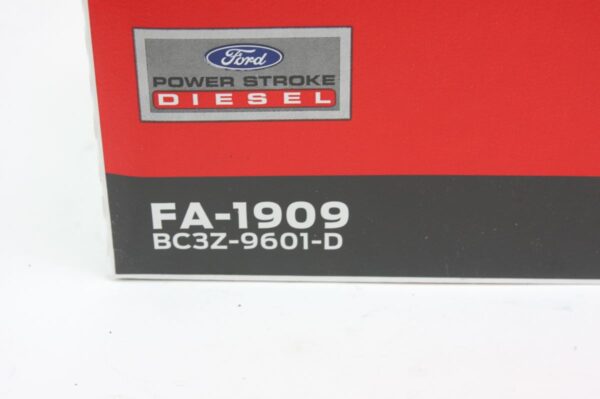 Ford
POWER STROKE
DIESEL
FA-1909
BC3Z-9601-D